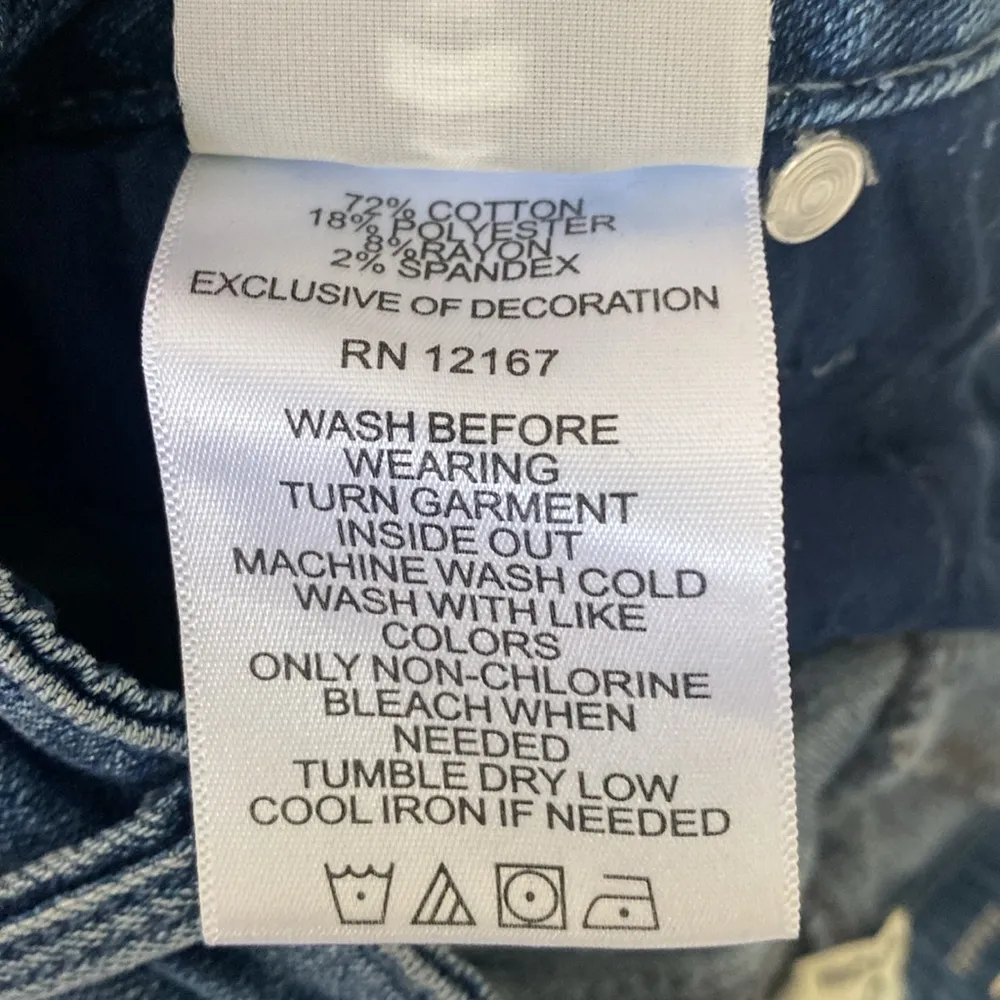 72% COTTON
18% POLYESTER
8% RAYON
2% SPANDEX
EXCLUSIVE OF DECORATION
RN 12167
WASH BEFORE
WEARING
TURN GARMENT
INSIDE OUT
MACHINE WASH COLD
WASH WITH LIKE
COLORS
ONLY NON-CHLORINE
BLEACH WHEN
NEEDED
TUMBLE DRY LOW
COOL IRON IF NEEDED